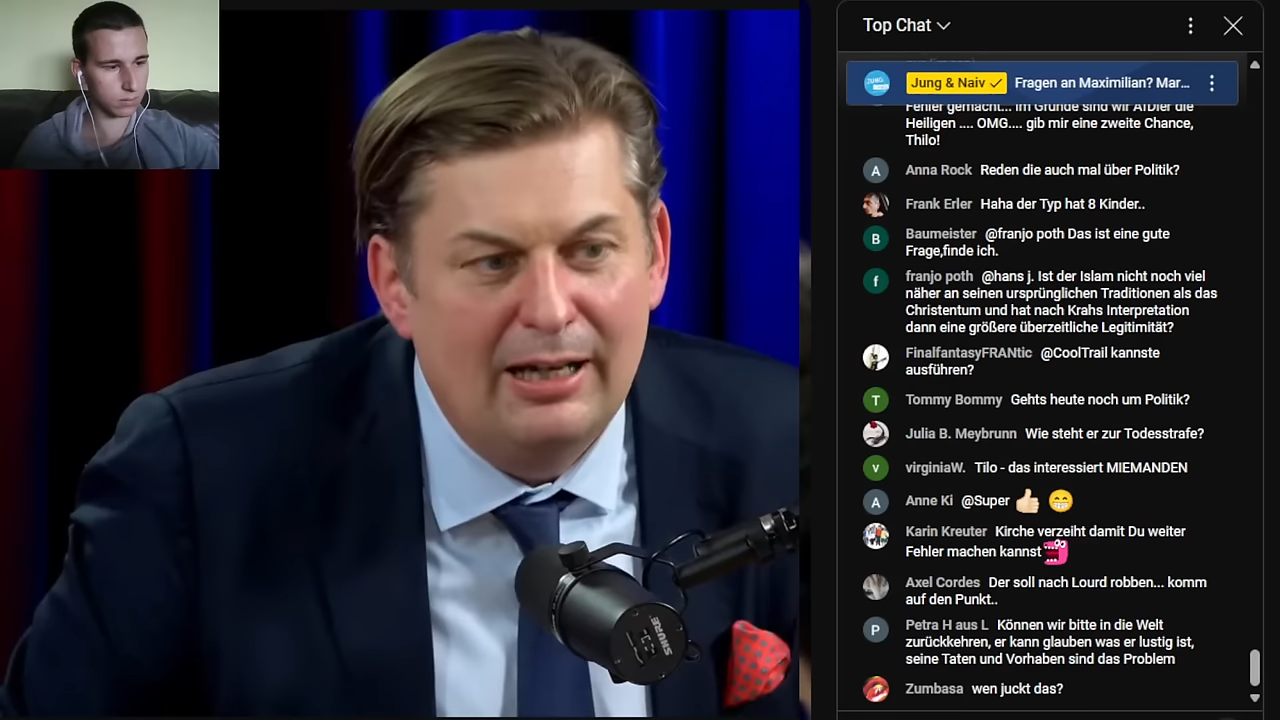 Top Chat
Jung & Naiv
Fragen an Maximilian? Mar...
Fehler gemacht... Im Grunde sind wir AfDler die
Heiligen .... OMG.... gib mir eine zweite Chance,
Thilo!
A
Anna Rock Reden die auch mal über Politik?
Frank Erler Haha der Typ hat 8 Kinder..
B
Baumeister @franjo poth Das ist eine gute
Frage,finde ich.
f
franjo poth @hans j. Ist der Islam nicht noch viel
näher an seinen ursprünglichen Traditionen als das
Christentum und hat nach Krahs Interpretation
dann eine größere überzeitliche Legitimität?
FinalfantasyFRANtic @CoolTrail kannste
ausführen?
T
Tommy Bommy Gehts heute noch um Politik?
Julia B. Meybrunn Wie steht er zur Todesstrafe?
v
virginiaW. Tilo - das interessiert MIEMANDEN
A
Anne Ki @Super 👍🏻 😁
Karin Kreuter Kirche verzeiht damit Du weiter
Fehler machen kannst
Axel Cordes Der soll nach Lourd robben... komm
auf den Punkt..
P
Petra H aus L Können wir bitte in die Welt
zurückkehren, er kann glauben was er lustig ist,
seine Taten und Vorhaben sind das Problem
Zumbasa wen juckt das?
SHURE